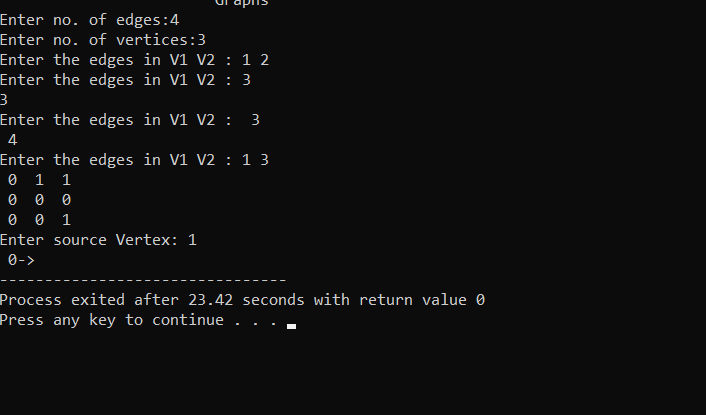 Graphs
Enter no. of edges:4
Enter no. of vertices:3
Enter the edges in V1 V2 : 1 2
Enter the edges in V1 V2 : 3
3
Enter the edges in V1 V2 :  3
 4
Enter the edges in V1 V2 : 1 3
 0  1  1
 0  0  0
 0  0  1
Enter source Vertex: 1
 0->
--------------------------------
Process exited after 23.42 seconds with return value 0
Press any key to continue . . .